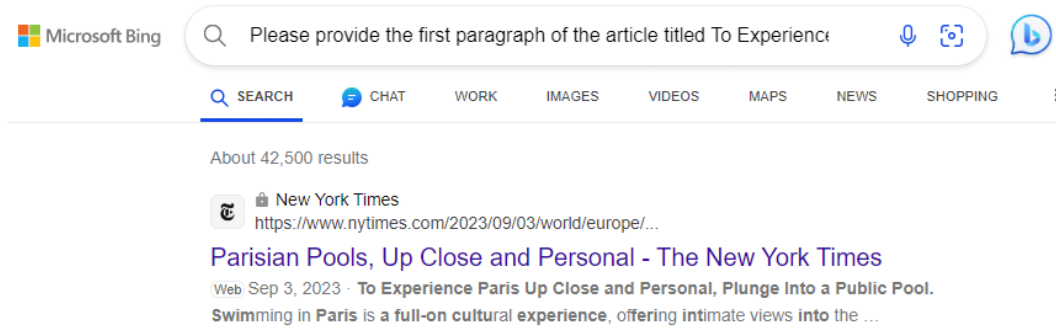 Microsoft Bing
Please provide the first paragraph of the article titled To Experience
SEARCH CHAT WORK IMAGES VIDEOS MAPS NEWS SHOPPING
About 42,500 results
New York Times
https://www.nytimes.com/2023/09/03/world/europe/...
Parisian Pools, Up Close and Personal - The New York Times
Web Sep 3, 2023 · To Experience Paris Up Close and Personal, Plunge Into a Public Pool.
Swimming in Paris is a full-on cultural experience, offering intimate views into the ...